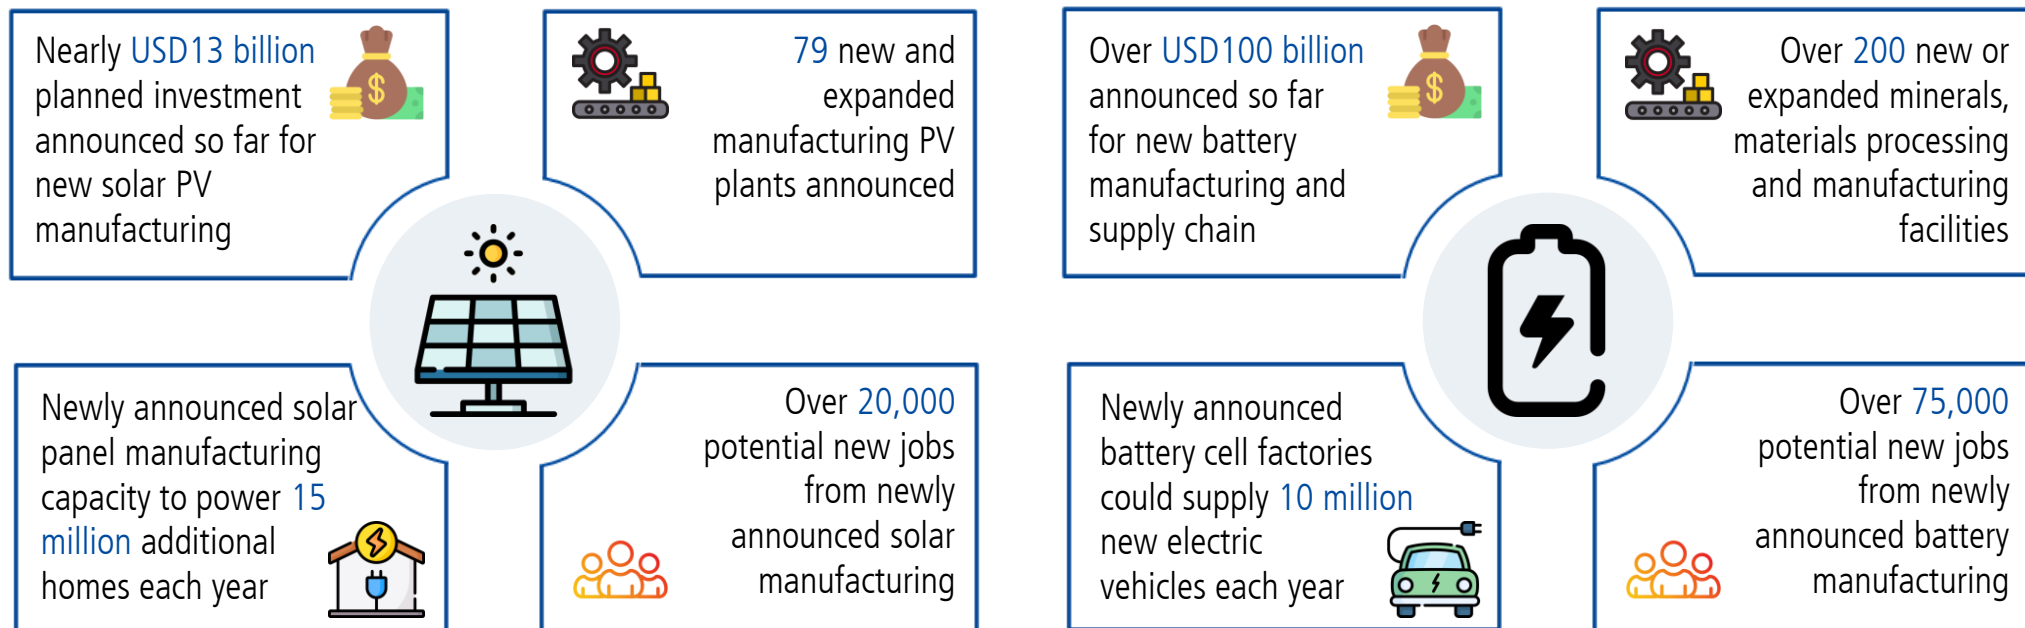 Nearly USD13 billion
planned investment
announced so far for
new solar PV
manufacturing
79 new and
expanded
manufacturing PV
plants announced
Newly announced solar
panel manufacturing
capacity to power 15
million additional
homes each year
Over 20,000
potential new jobs
from newly
announced solar
manufacturing
Over USD100 billion
announced so far
for new battery
manufacturing and
supply chain
Over 200 new or
expanded minerals,
materials processing
and manufacturing
facilities
Newly announced
battery cell factories
could supply 10 million
new electric
vehicles each year
Over 75,000
potential new jobs
from newly
announced battery
manufacturing